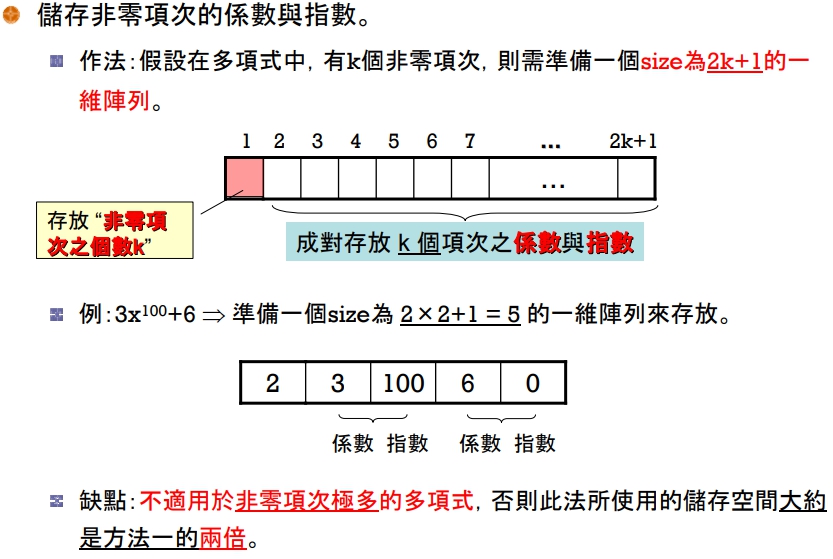 儲存非零項次的係數與指數。
作法:假設在多項式中, 有k個非零項次, 則需準備一個size為2k+1的一
維陣列。
1 2 3 4 5 6 7 ... 2k+1
...
存放 “非零項
次之個數k”
成對存放 k 個項次之係數與指數
例:3x¹⁰⁰+6 ⇒ 準備一個size為 2×2+1 = 5 的一維陣列來存放。
2 3 100 6 0
係數 指數 係數 指數
缺點:不適用於非零項次極多的多項式, 否則此法所使用的儲存空間大約
是方法一的兩倍。